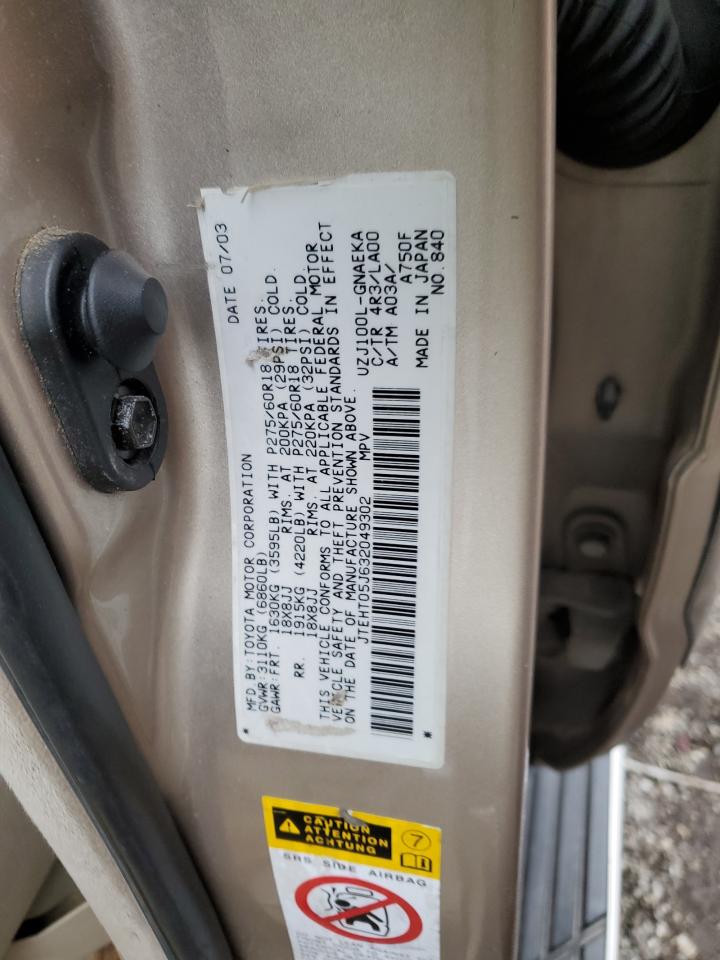 MFD BY:TOYOTA MOTOR CORPORATION DATE 07/03
GVWR:3110KG (6860LB)
GAWR:FRT. 1630KG (3595LB) WITH P275/60R18 TIRES.
18X8JJ RIMS. AT 200KPA (29PSI) COLD.
RR. 1915KG (4220LB) WITH P275/60R18 TIRES.
18X8JJ RIMS. AT 220KPA (32PSI) COLD.
THIS VEHICLE CONFORMS TO ALL APPLICABLE FEDERAL MOTOR
VEHICLE SAFETY AND THEFT PREVENTION STANDARDS IN EFFECT
ON THE DATE OF MANUFACTURE SHOWN ABOVE.
JTEHT05J632049302 MPV
UZJ100L-GNAEKA
C/TR 4R3/LA00
A/TM A03A/ A750F
MADE IN JAPAN
NO.840
CAUTION
ATTENTION
ACHTUNG
7
SRS SIDE AIRBAG